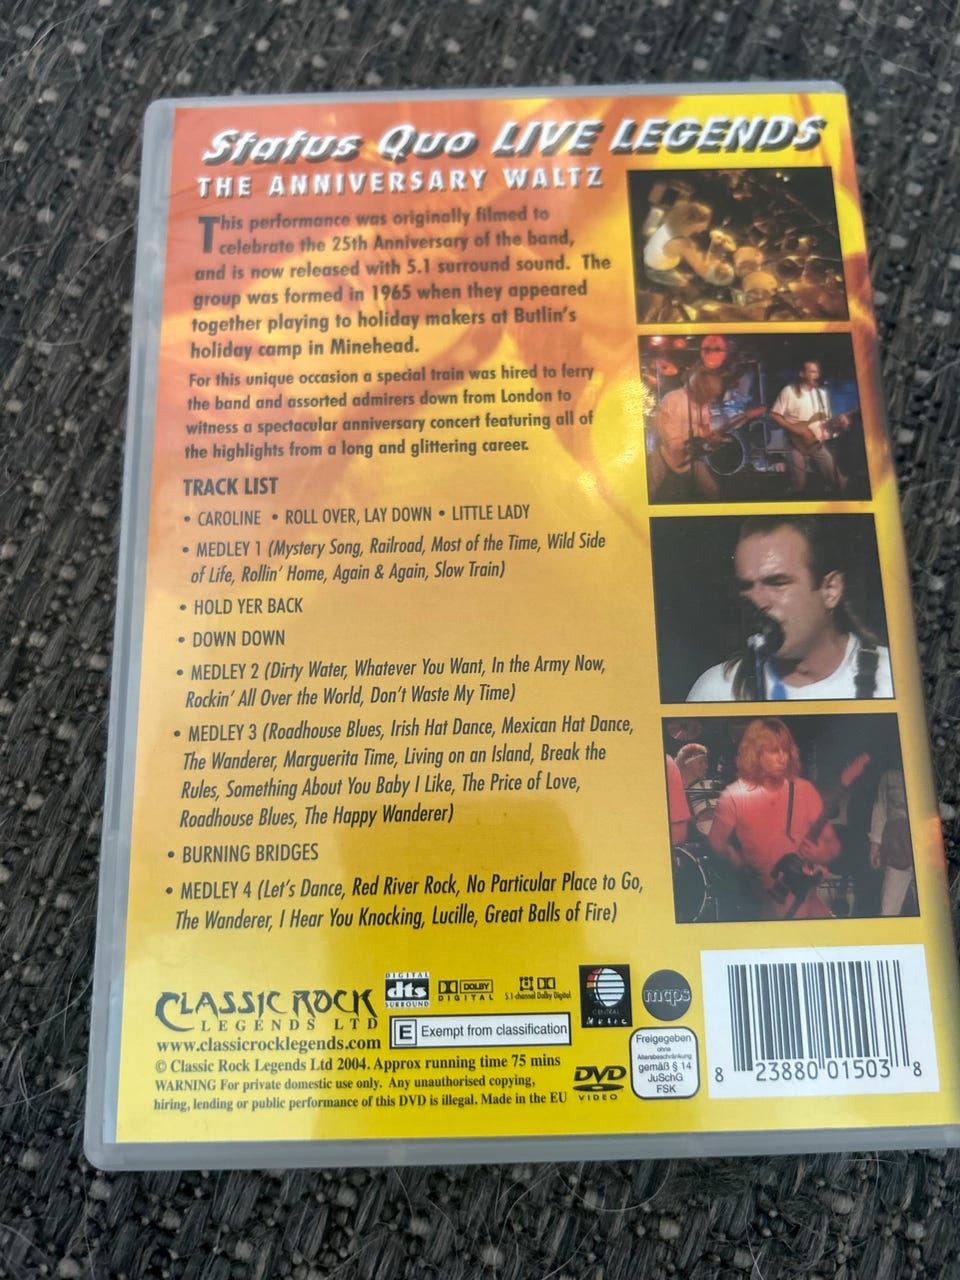 Status Quo LIVE LEGENDS
THE ANNIVERSARY WALTZ
This performance was originally filmed to
celebrate the 25th Anniversary of the band,
and is now released with 5.1 surround sound. The
group was formed in 1965 when they appeared
together playing to holiday makers at Butlin's
holiday camp in Minehead.
For this unique occasion a special train was hired to ferry
the band and assorted admirers down from London to
witness a spectacular anniversary concert featuring all of
the highlights from a long and glittering career.
TRACK LIST
• CAROLINE • ROLL OVER, LAY DOWN • LITTLE LADY
• MEDLEY 1 (Mystery Song, Railroad, Most of the Time, Wild Side
of Life, Rollin' Home, Again & Again, Slow Train)
• HOLD YER BACK
• DOWN DOWN
• MEDLEY 2 (Dirty Water, Whatever You Want, In the Army Now,
Rockin' All Over the World, Don't Waste My Time)
• MEDLEY 3 (Roadhouse Blues, Irish Hat Dance, Mexican Hat Dance,
The Wanderer, Marguerita Time, Living on an Island, Break the
Rules, Something About You Baby I Like, The Price of Love,
Roadhouse Blues, The Happy Wanderer)
• BURNING BRIDGES
• MEDLEY 4 (Let's Dance, Red River Rock, No Particular Place to Go,
The Wanderer, I Hear You Knocking, Lucille, Great Balls of Fire)
CLASSIC ROCK
LEGENDS LTD
www.classicrocklegends.com
DIGITAL
dts
SURROUND
DOLBY
DIGITAL
5.1-channel Dolby Digital
CENTRAL
MUSIC
mcps
E Exempt from classification
© Classic Rock Legends Ltd 2004. Approx running time 75 mins
WARNING For private domestic use only. Any unauthorised copying,
hiring, lending or public performance of this DVD is illegal. Made in the EU
DVD
VIDEO
Freigegeben
ohne
Altersbeschränkung
gemäß § 14
JuSchG
FSK
8 23880 01503 8